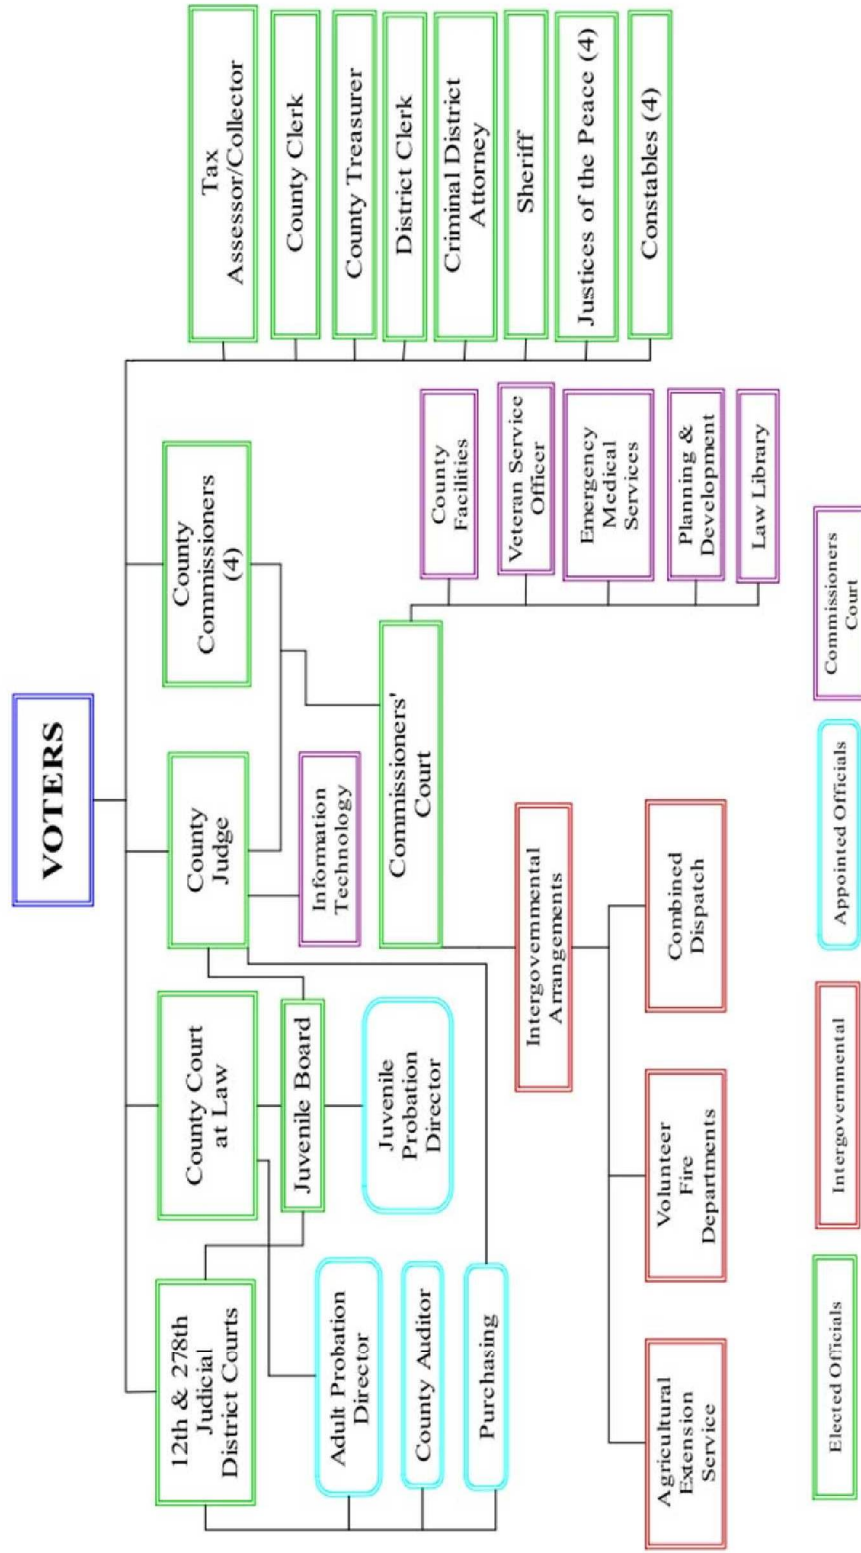 VOTERS
12th & 278th
Judicial
District Courts
County Court
at Law
County
Judge
County
Commissioners
(4)
Tax
Assessor/Collector
County Clerk
County Treasurer
District Clerk
Criminal District
Attorney
Sheriff
Justices of the Peace (4)
Constables (4)
Juvenile Board
Information
Technology
Adult Probation
Director
Juvenile
Probation
Director
County Auditor
Purchasing
Commissioners'
Court
County
Facilities
Veteran Service
Officer
Emergency
Medical
Services
Planning &
Development
Law Library
Intergovernmental
Arrangements
Agricultural
Extension
Service
Volunteer
Fire
Departments
Combined
Dispatch
Elected Officials
Intergovernmental
Appointed Officials
Commissioners
Court